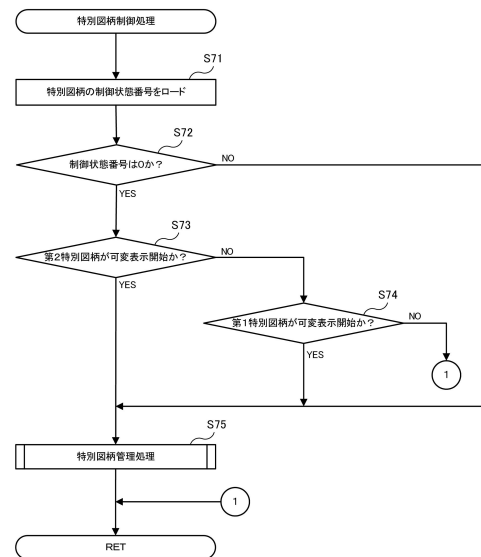 特別図柄制御処理
S71
特別図柄の制御状態番号をロード
S72
制御状態番号は0か？
NO
YES
S73
第2特別図柄が可変表示開始か？
NO
YES
S74
第1特別図柄が可変表示開始か？
NO
YES
1
S75
特別図柄管理処理
1
RET